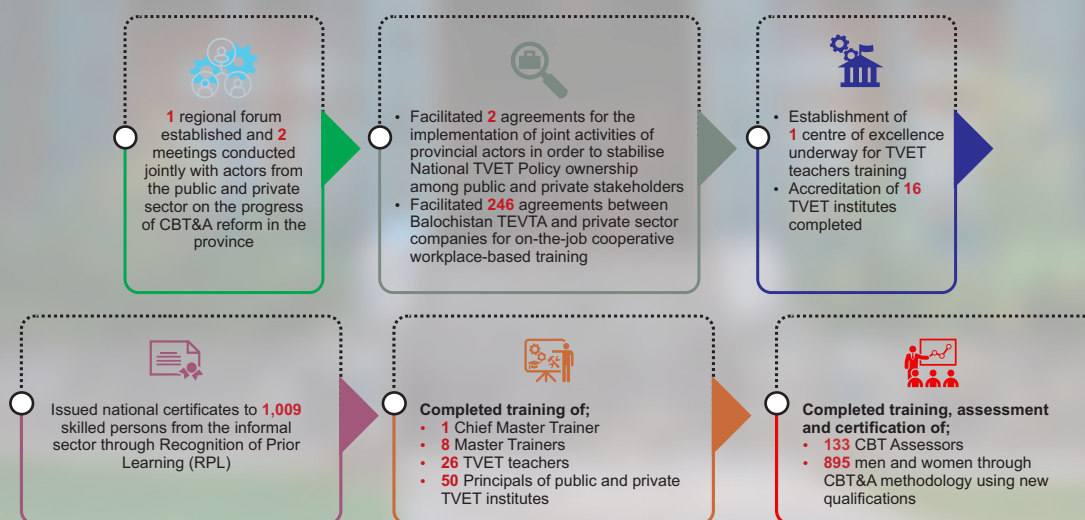 1 regional forum
established and 2
meetings conducted
jointly with actors from
the public and private
sector on the progress
of CBT&A reform in the
province
• Facilitated 2 agreements for the
implementation of joint activities of
provincial actors in order to stabilise
National TVET Policy ownership
among public and private stakeholders
• Facilitated 246 agreements between
Balochistan TEVTA and private sector
companies for on-the-job cooperative
workplace-based training
• Establishment of
1 centre of excellence
underway for TVET
teachers training
• Accreditation of 16
TVET institutes
completed
Issued national certificates to 1,009
skilled persons from the informal
sector through Recognition of Prior
Learning (RPL)
Completed training of;
• 1 Chief Master Trainer
• 8 Master Trainers
• 26 TVET teachers
• 50 Principals of public and private
TVET institutes
Completed training, assessment
and certification of;
• 133 CBT Assessors
• 895 men and women through
CBT&A methodology using new
qualifications